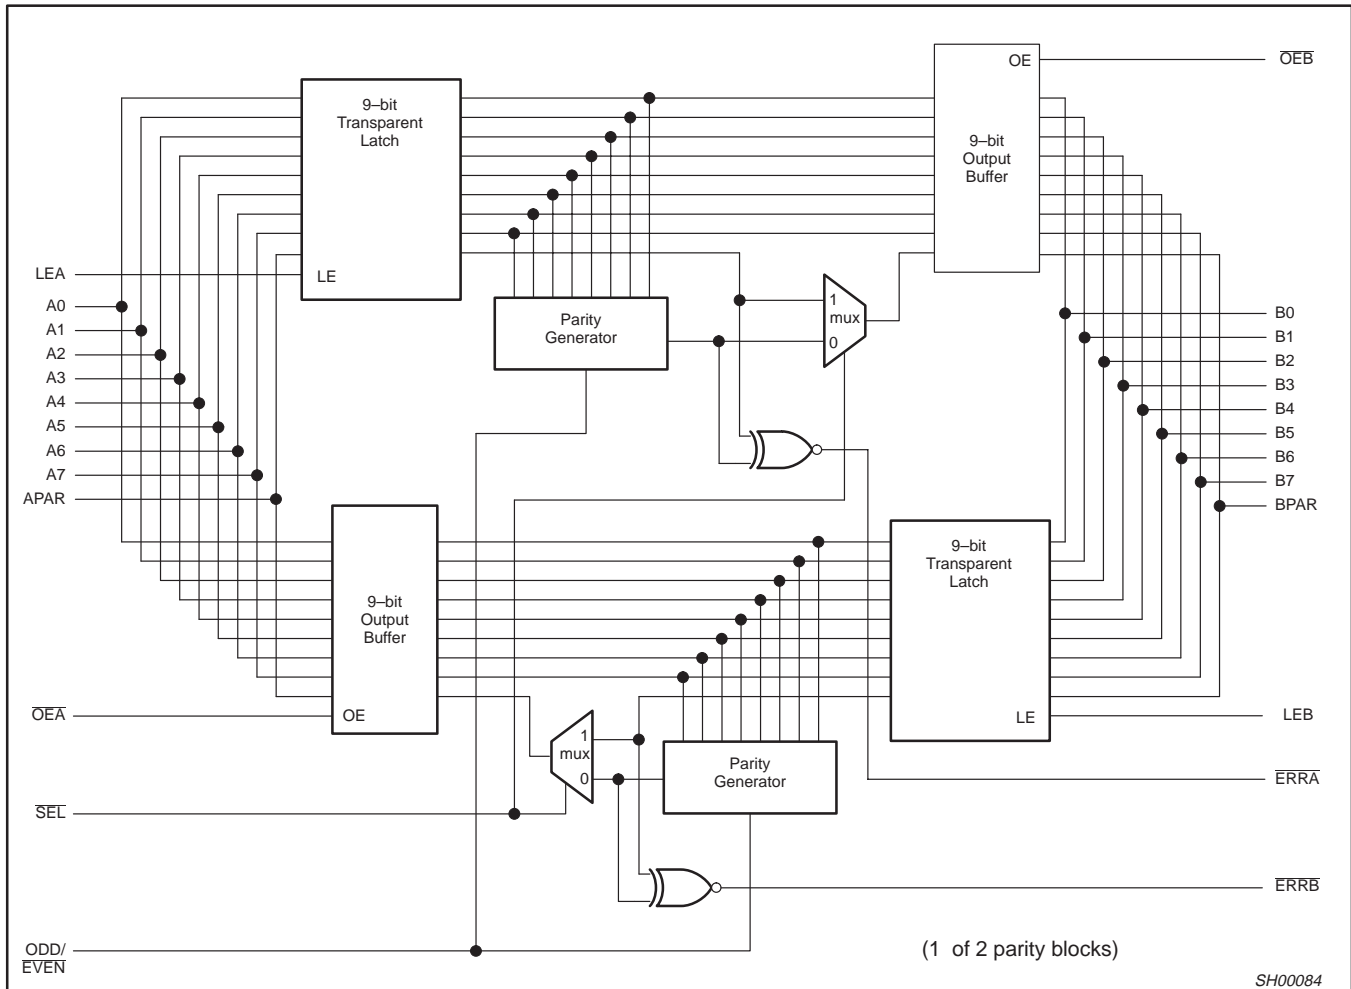 OE
OEB
9–bit
Transparent
Latch
9–bit
Output
Buffer
LEA
LE
A0
A1
A2
A3
A4
A5
A6
A7
APAR
Parity
Generator
1
mux
0
B0
B1
B2
B3
B4
B5
B6
B7
BPAR
9–bit
Output
Buffer
9–bit
Transparent
Latch
OEA
OE
LE
LEB
1
mux
0
Parity
Generator
ERRA
SEL
ERRB
ODD/
EVEN
(1 of 2 parity blocks)
SH00084